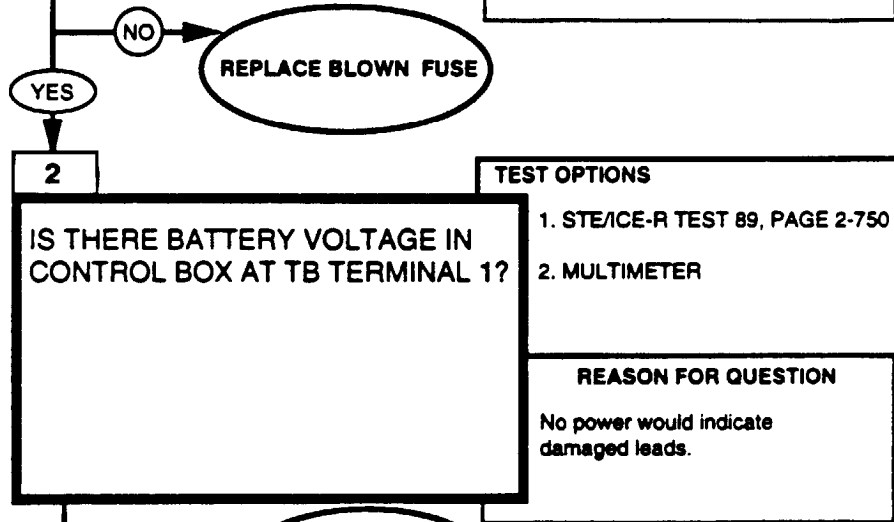 NO
REPLACE BLOWN FUSE
YES
2
IS THERE BATTERY VOLTAGE IN
CONTROL BOX AT TB TERMINAL 1?
TEST OPTIONS
1. STE/ICE-R TEST 89, PAGE 2-750
2. MULTIMETER
REASON FOR QUESTION
No power would indicate
damaged leads.